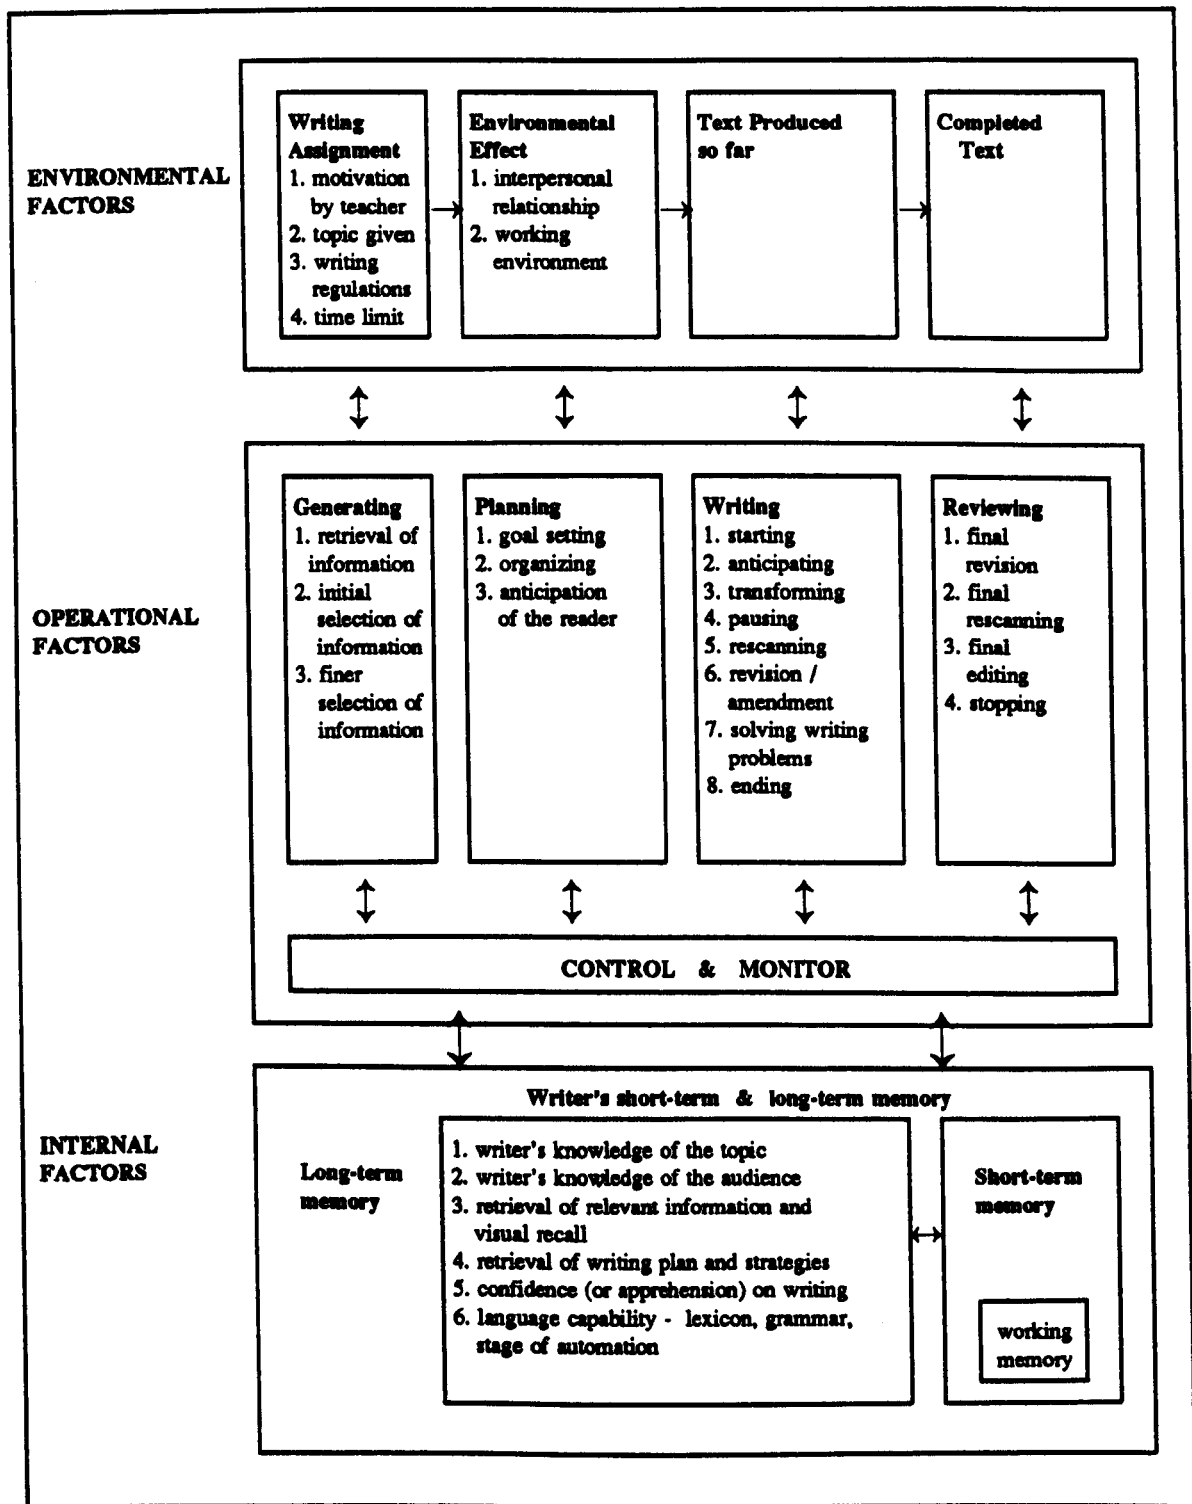 ENVIRONMENTAL
FACTORS
Writing
Assignment
1. motivation
by teacher
2. topic given
3. writing
regulations
4. time limit
Environmental
Effect
1. interpersonal
relationship
2. working
environment
Text Produced
so far
Completed
Text
OPERATIONAL
FACTORS
Generating
1. retrieval of
information
2. initial
selection of
information
3. finer
selection of
information
Planning
1. goal setting
2. organizing
3. anticipation
of the reader
Writing
1. starting
2. anticipating
3. transforming
4. pausing
5. rescanning
6. revision /
amendment
7. solving writing
problems
8. ending
Reviewing
1. final
revision
2. final
rescanning
3. final
editing
4. stopping
CONTROL & MONITOR
INTERNAL
FACTORS
Writer's short-term & long-term memory
Long-term
memory
1. writer's knowledge of the topic
2. writer's knowledge of the audience
3. retrieval of relevant information and
visual recall
4. retrieval of writing plan and strategies
5. confidence (or apprehension) on writing
6. language capability - lexicon, grammar,
stage of automation
Short-term
memory
working
memory